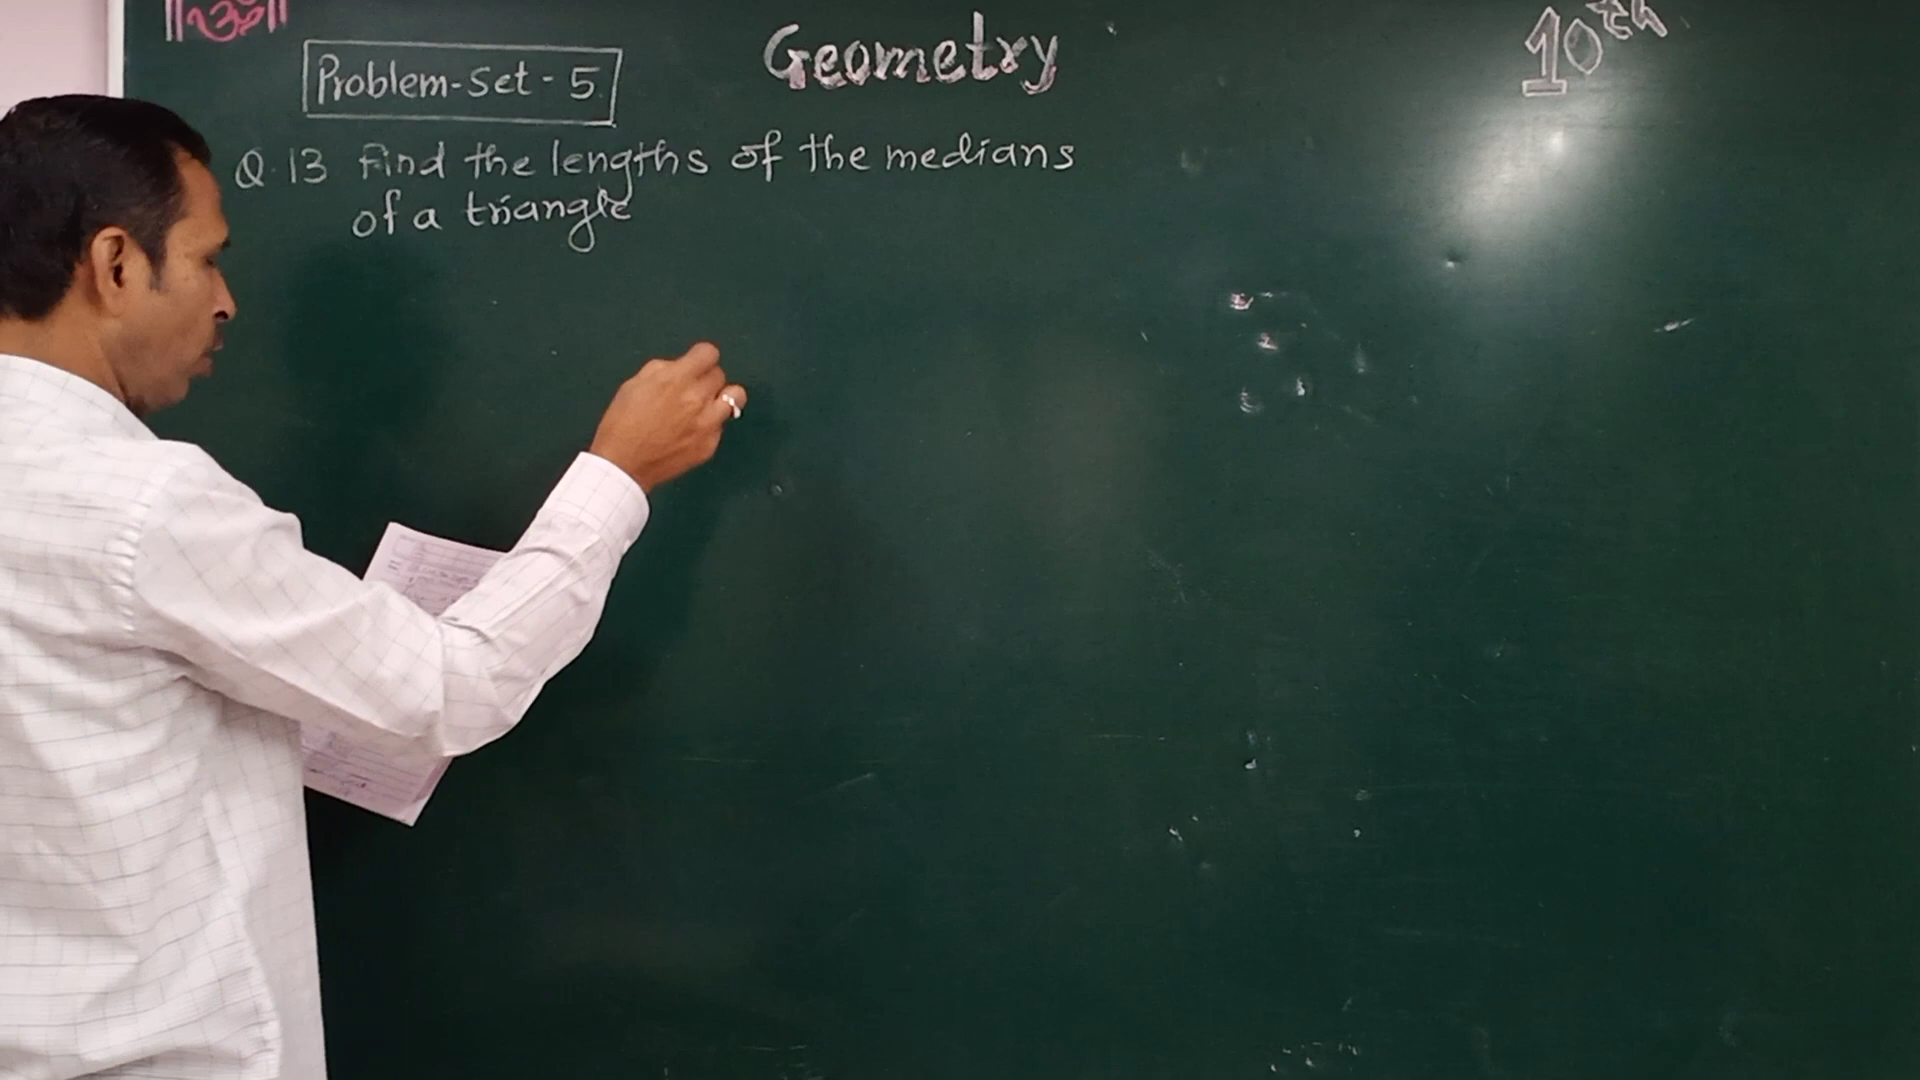 ॥ॐ॥
Geometry
10th
Problem-Set-5.
Q.13 Find the lengths of the medians
of a triangle